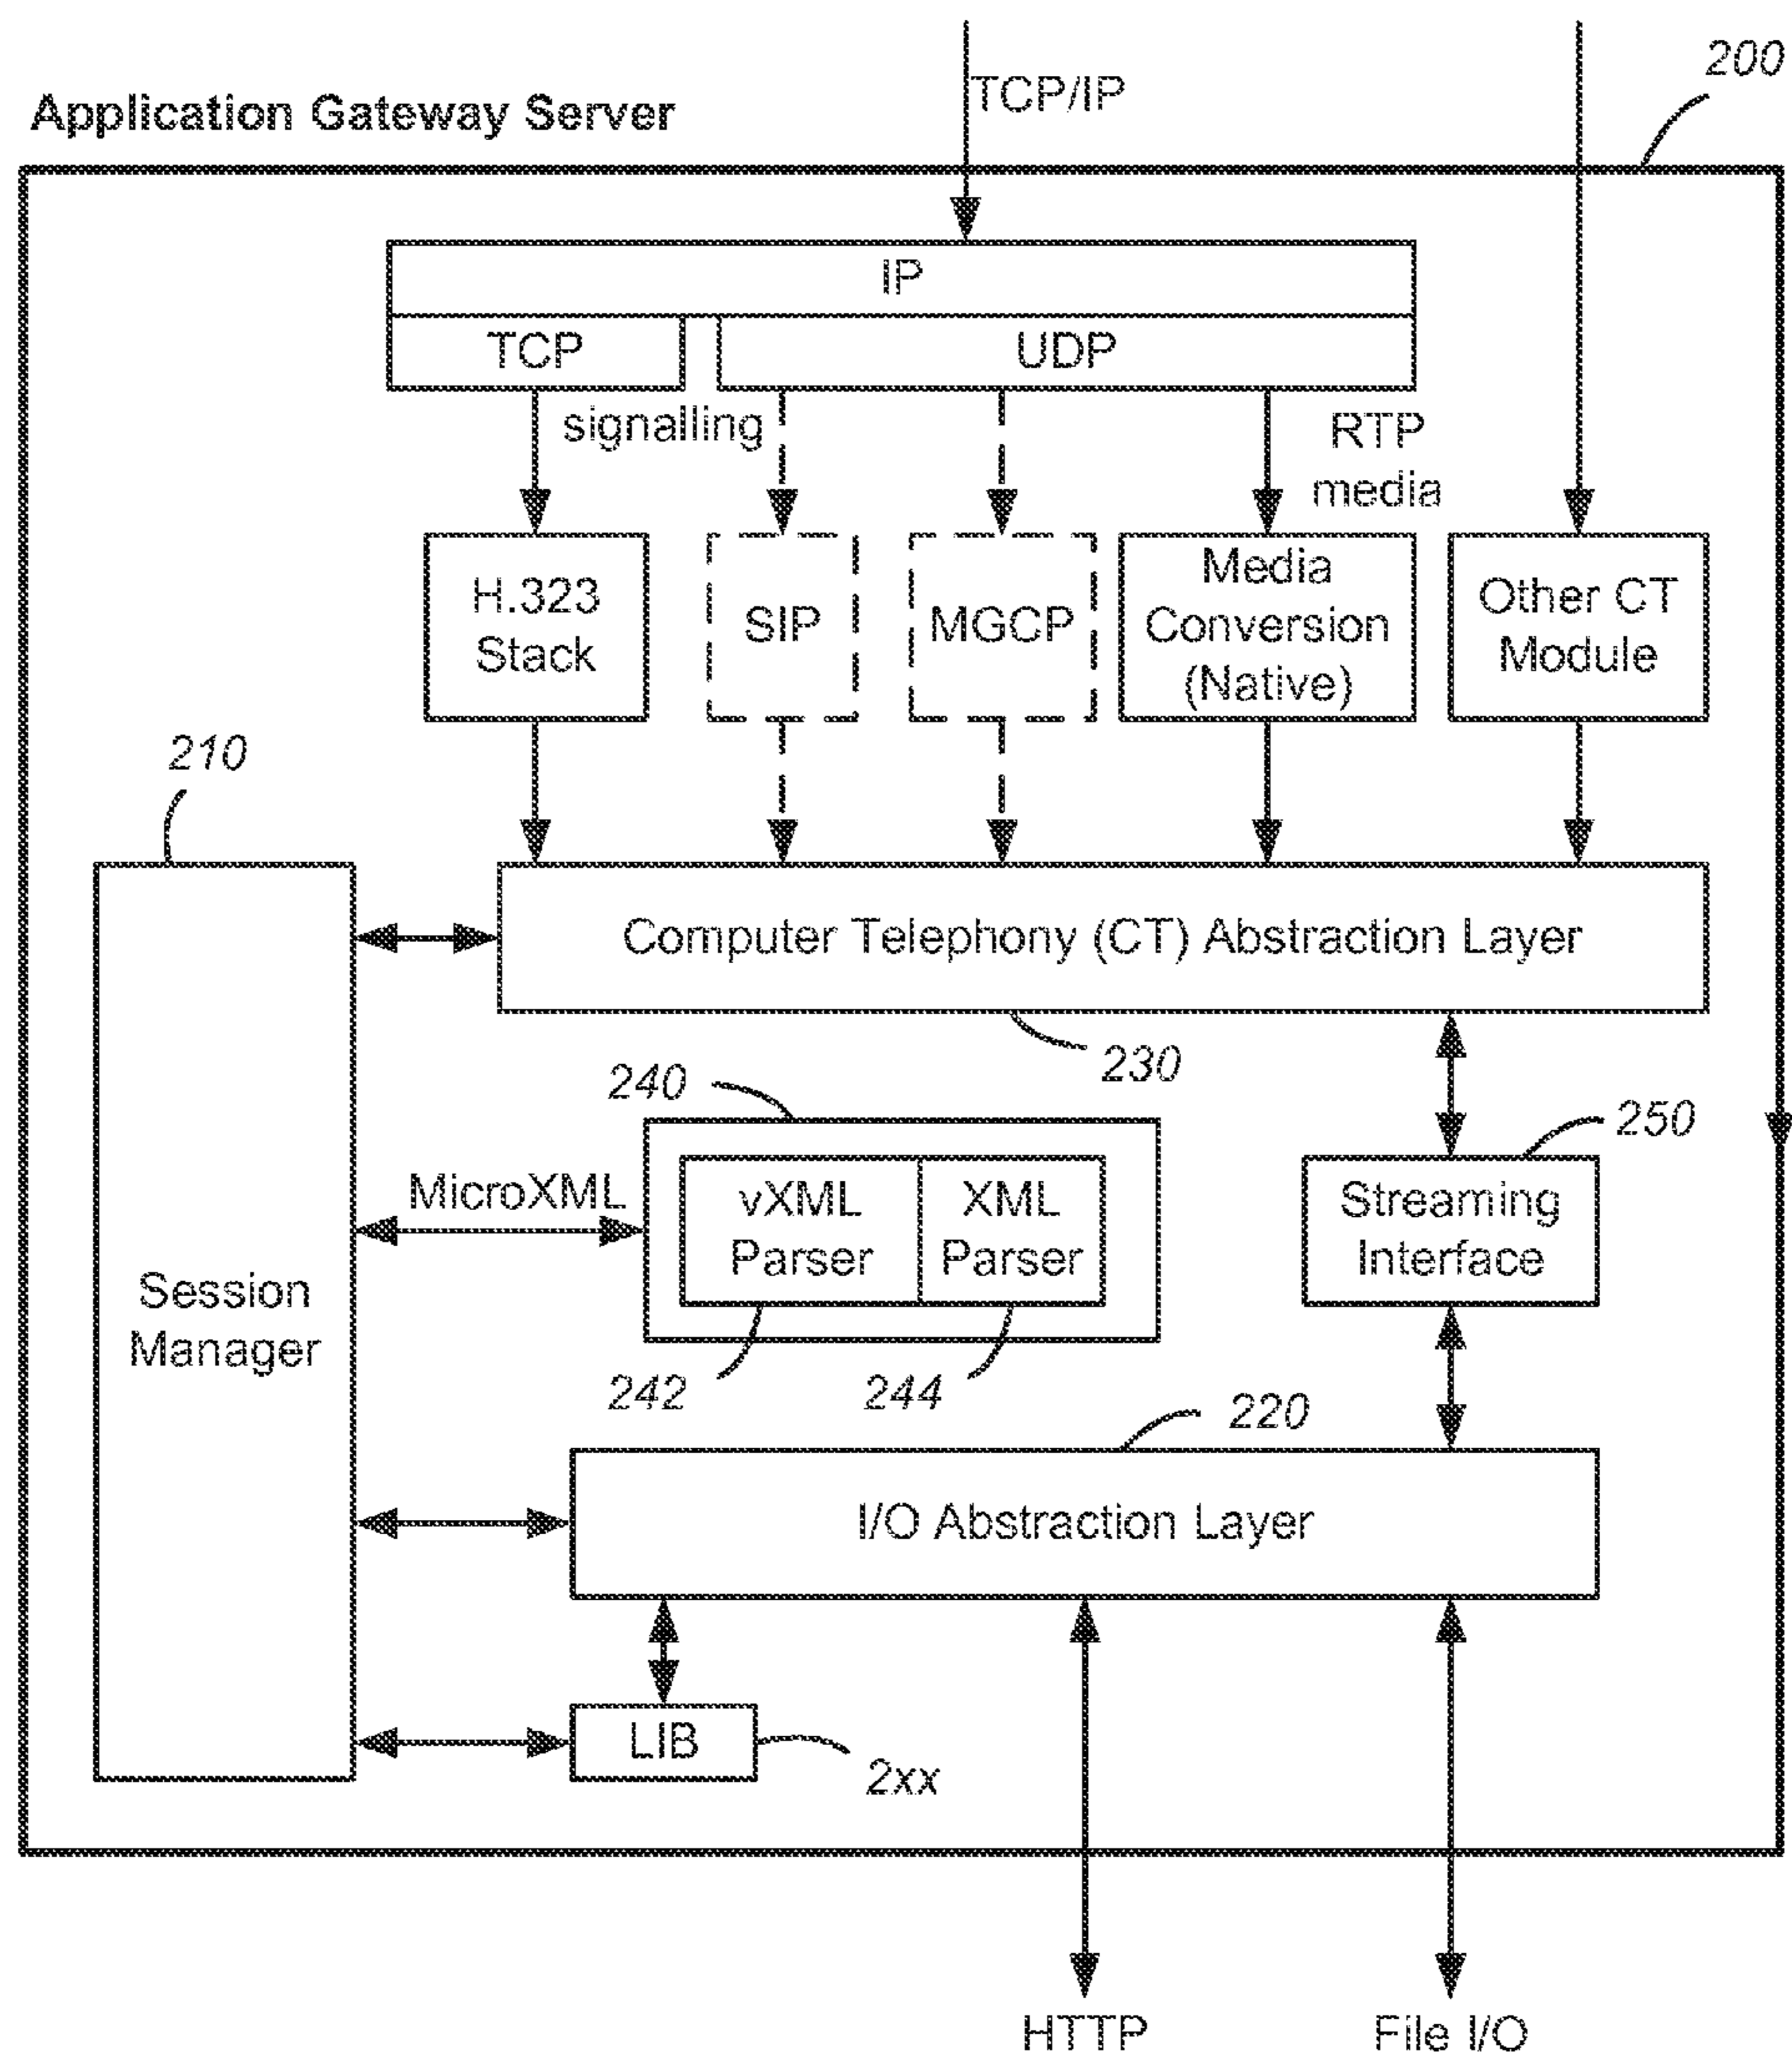 200
TCP/IP
Application Gateway Server
IP
TCP
UDP
signalling
RTP
media
H.323
Stack
SIP
MGCP
Media
Conversion
(Native)
Other CT
Module
210
Computer Telephony (CT) Abstraction Layer
230
240
250
MicroXML
vXML
Parser
XML
Parser
Streaming
Interface
Session
Manager
242
244
220
I/O Abstraction Layer
LIB
2xx
HTTP
File I/O